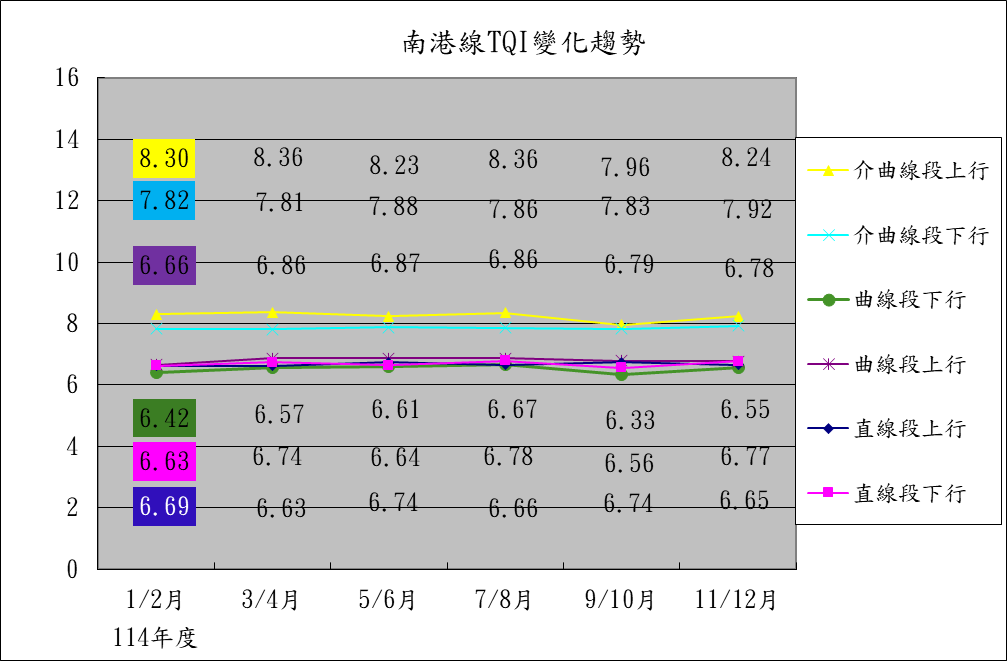 南港線TQI變化趨勢
16
14
12
10
8
6
4
2
0
8.30 8.36 8.23 8.36 7.96 8.24
7.82 7.81 7.88 7.86 7.83 7.92
6.66 6.86 6.87 6.86 6.79 6.78
6.42 6.57 6.61 6.67 6.33 6.55
6.63 6.74 6.64 6.78 6.56 6.77
6.69 6.63 6.74 6.66 6.74 6.65
1/2月 3/4月 5/6月 7/8月 9/10月 11/12月
114年度
介曲線段上行
介曲線段下行
曲線段下行
曲線段上行
直線段上行
直線段下行